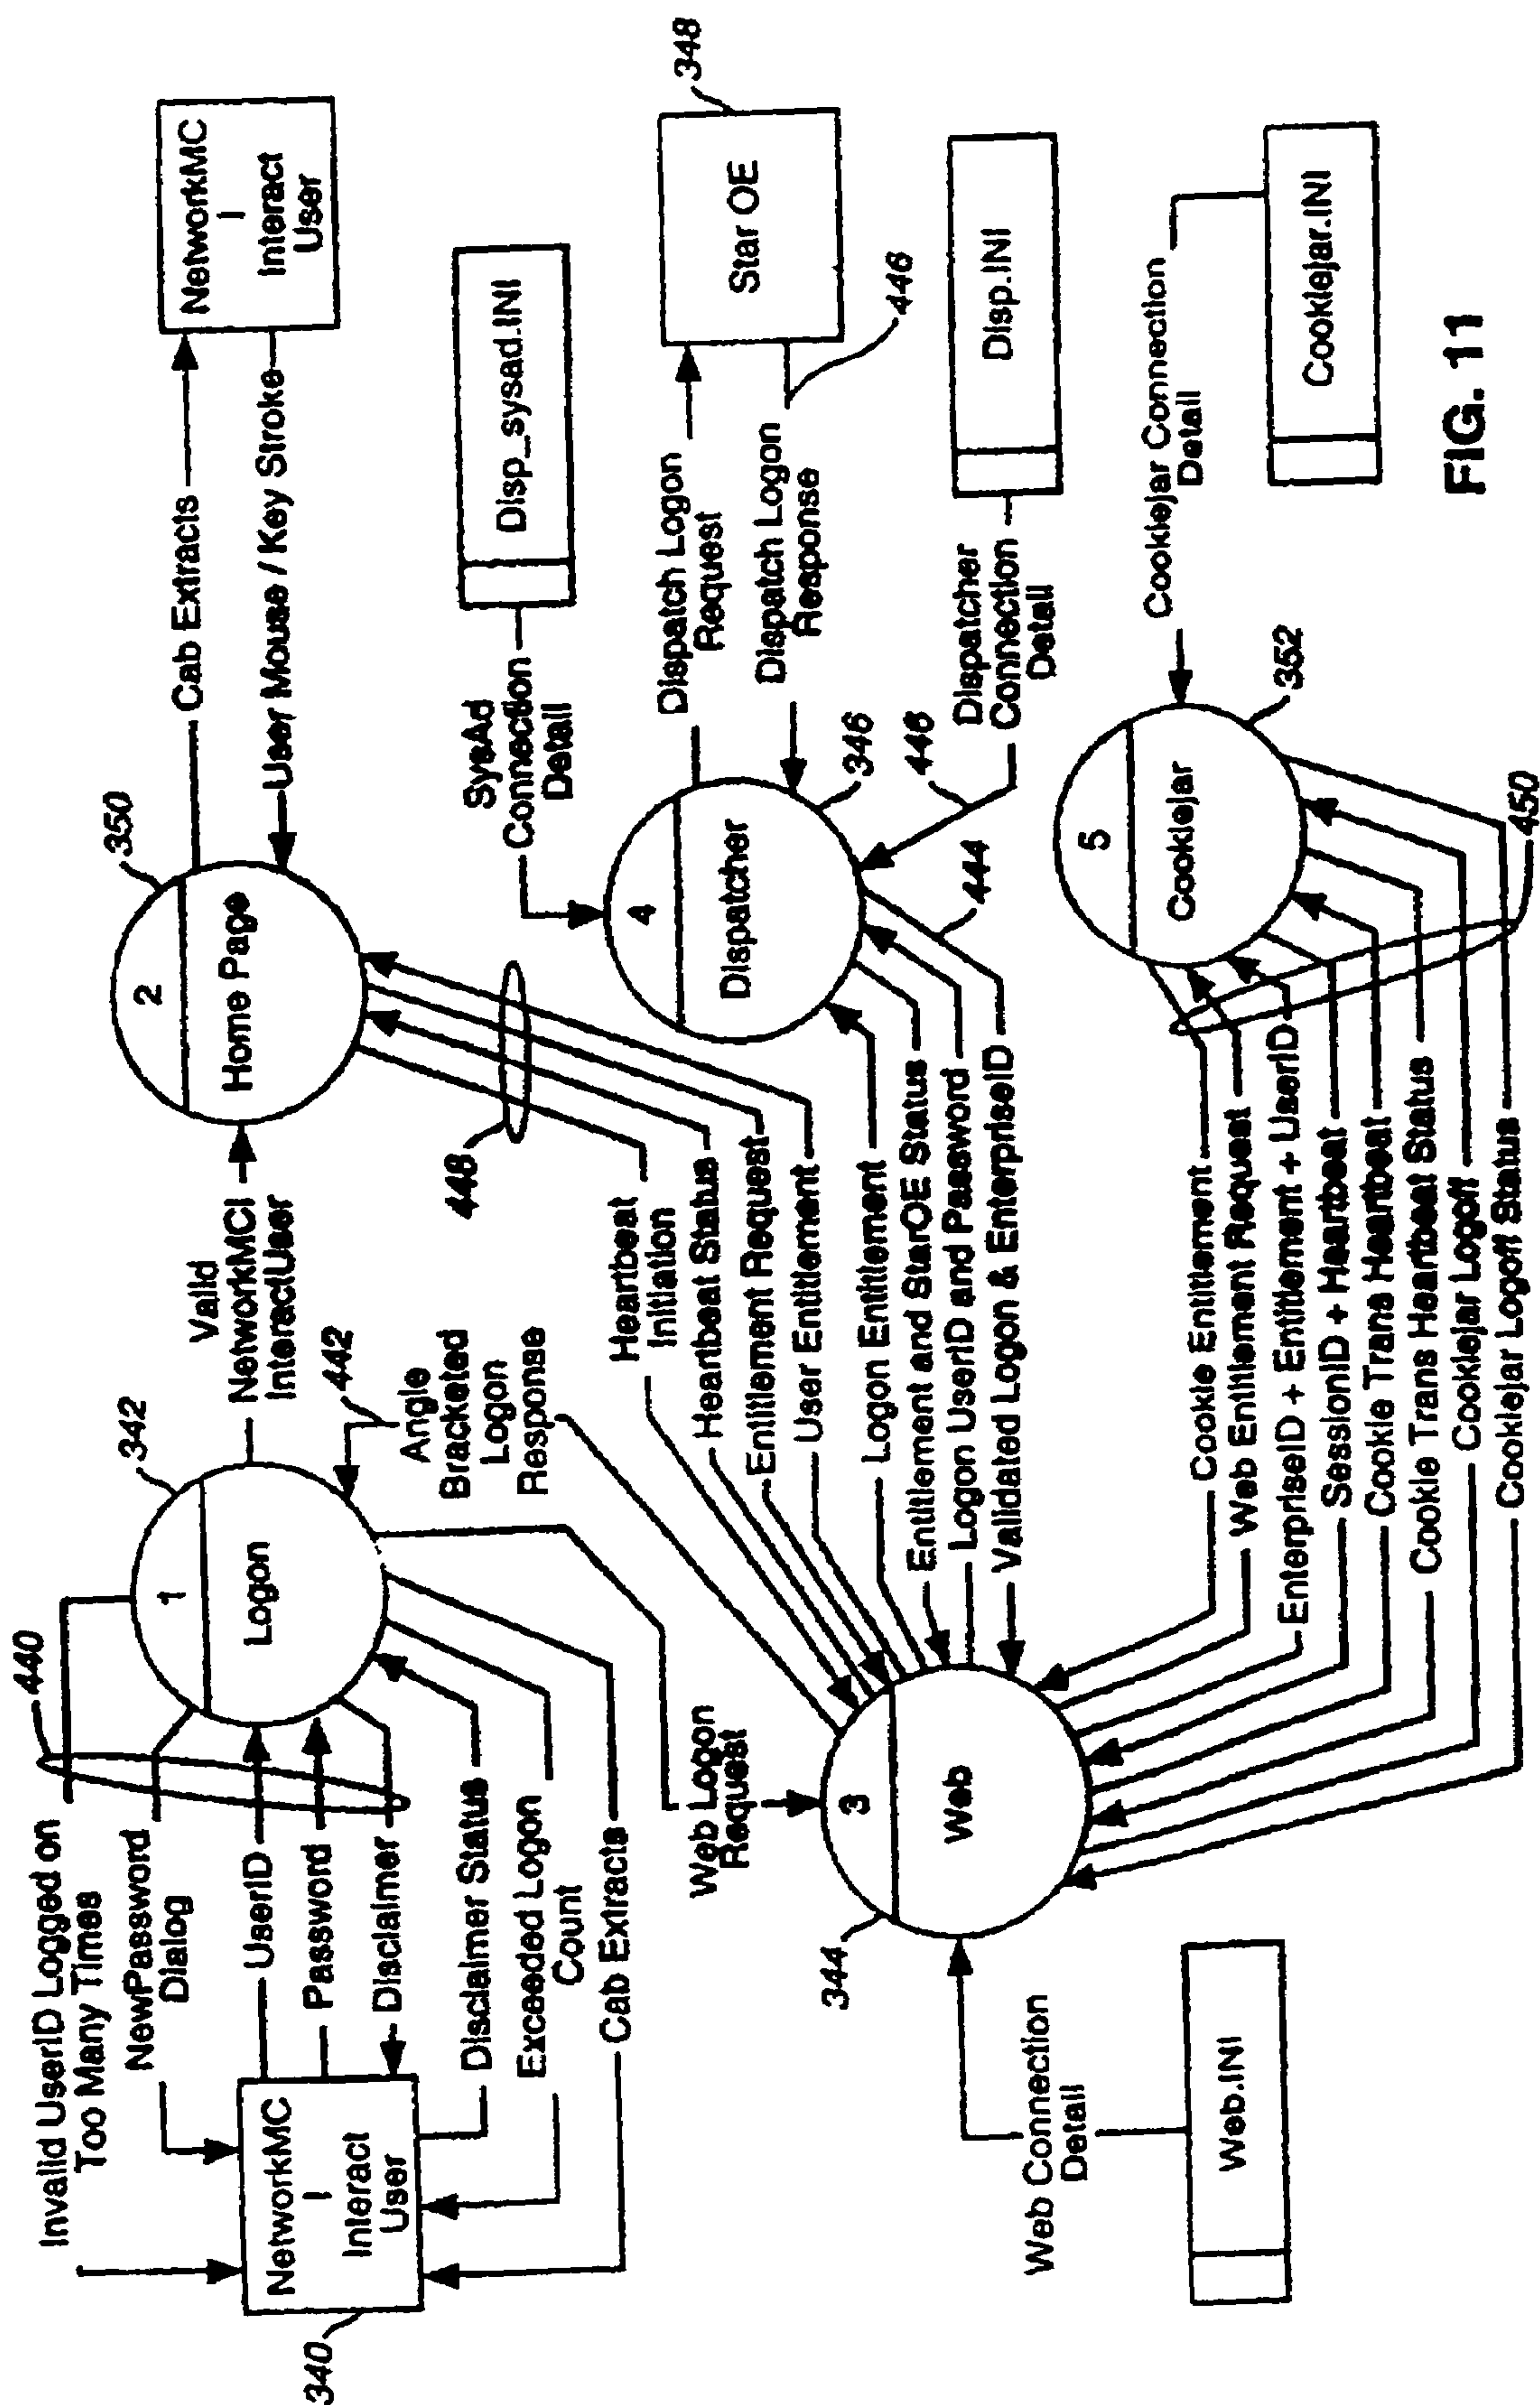 Invalid UserID Logged on
Too Many Times
NewPassword
Dialog
UserID
Password
Disclaimer
Disclaimer Status
Exceeded Logon
Count
Cab Extracts
340
NetworkMC
I
Interact
User
440
342
1
Logon
442
Angle
Bracketed
Logon
Response
Valid
NetworkMCI
InteractUser
350
2
Home Page
Cab Extracts
User Mouse / Key Stroke
NetworkMC
I
Interact
User
448
Heartbeat
Initiation
Heartbeat Status
Entitlement Request
User Entitlement
SysAd
Connection
Detail
Disp_sysad.INI
Web Logon
Request
344
3
Web
Web Connection
Detail
Web.INI
Logon Entitlement
Entitlement and StarOE Status
Logon UserID and Password
Validated Logon & EnterpriseID
4
Dispatcher
346
444
446
Dispatch Logon
Request
Dispatch Logon
Response
Star OE
348
446
Dispatcher
Connection
Detail
Disp.INI
Cookie Entitlement
Web Entitlement Request
EnterpriseID + Entitlement + UserID
SessionID + Heartbeat
Cookie Trans Heartbeat
Cookie Trans Heartbeat Status
Cookiejar Logoff
Cookiejar Logoff Status
5
Cookiejar
352
450
Cookiejar Connection
Detail
Cookiejar.INI
FIG. 11